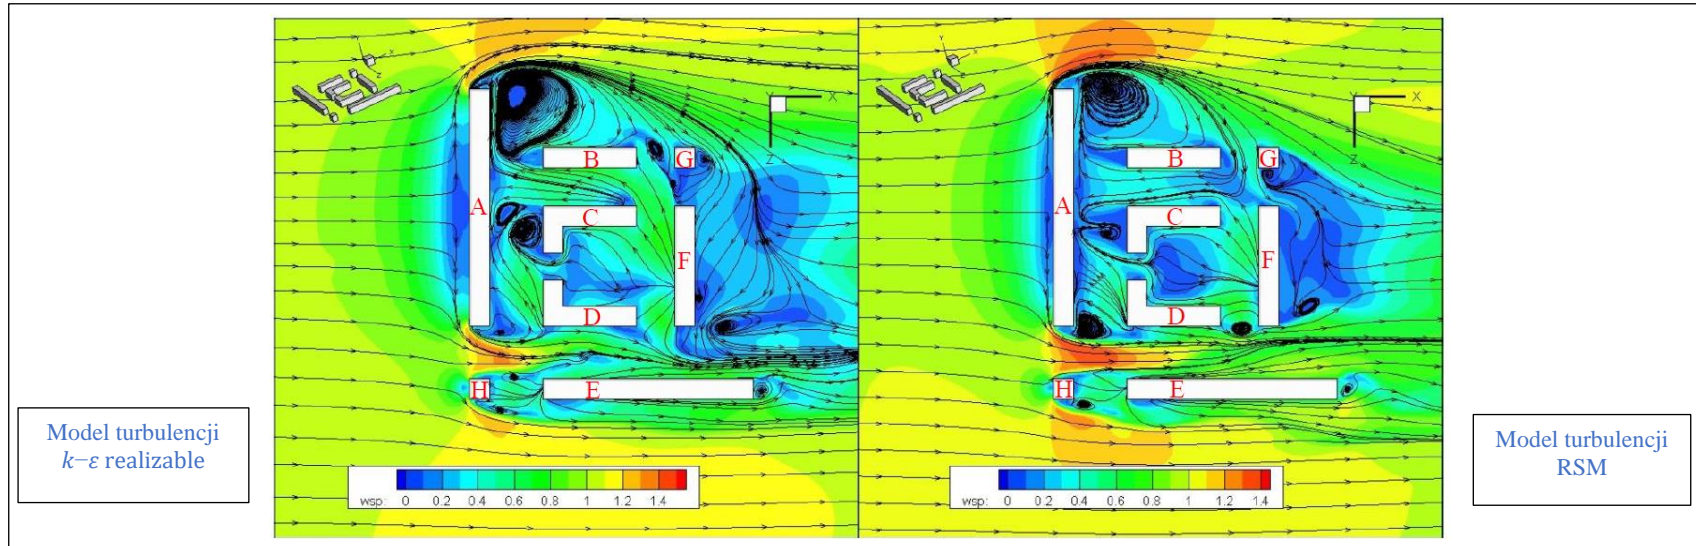 Model turbulencji
k−ε realizable
Y
X
Z
X
Y
Z
A
B
G
C
F
D
H
E
wsp: 0 0.2 0.4 0.6 0.8 1 1.2 1.4
Y
X
Z
Y
X
Z
A
B
G
C
F
D
H
E
wsp: 0 0.2 0.4 0.6 0.8 1 1.2 1.4
Model turbulencji
RSM